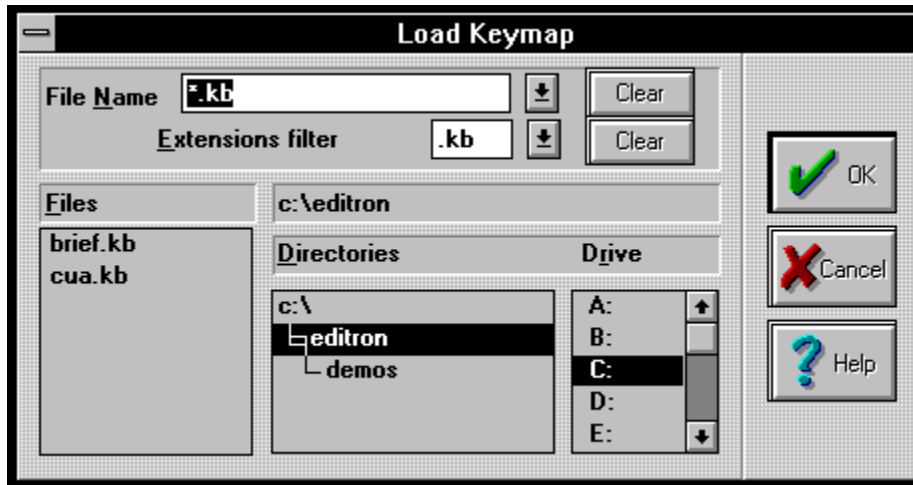 Load Keymap
File Name *.kb Clear
Extensions filter .kb Clear
OK
Files c:\editron
brief.kb
cua.kb
Directories Drive
Cancel
c:\
editron
demos
A:
B:
C:
D:
E:
Help